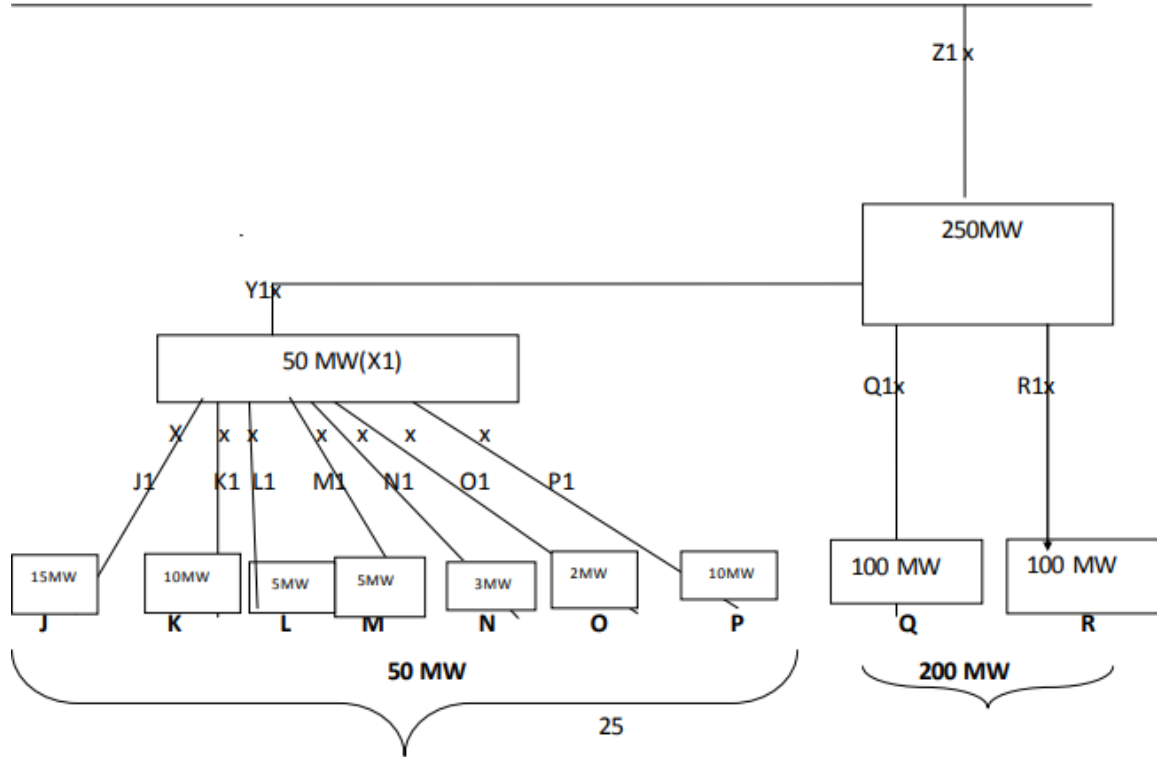 Z1 x
250MW
Y1x
50 MW(X1)
Q1x R1x
X x x x x x x
J1 K1 L1 M1 N1 O1 P1
15MW 10MW 5MW 5MW 3MW 2MW 10MW 100 MW 100 MW
J K L M N O P Q R
50 MW 200 MW
25